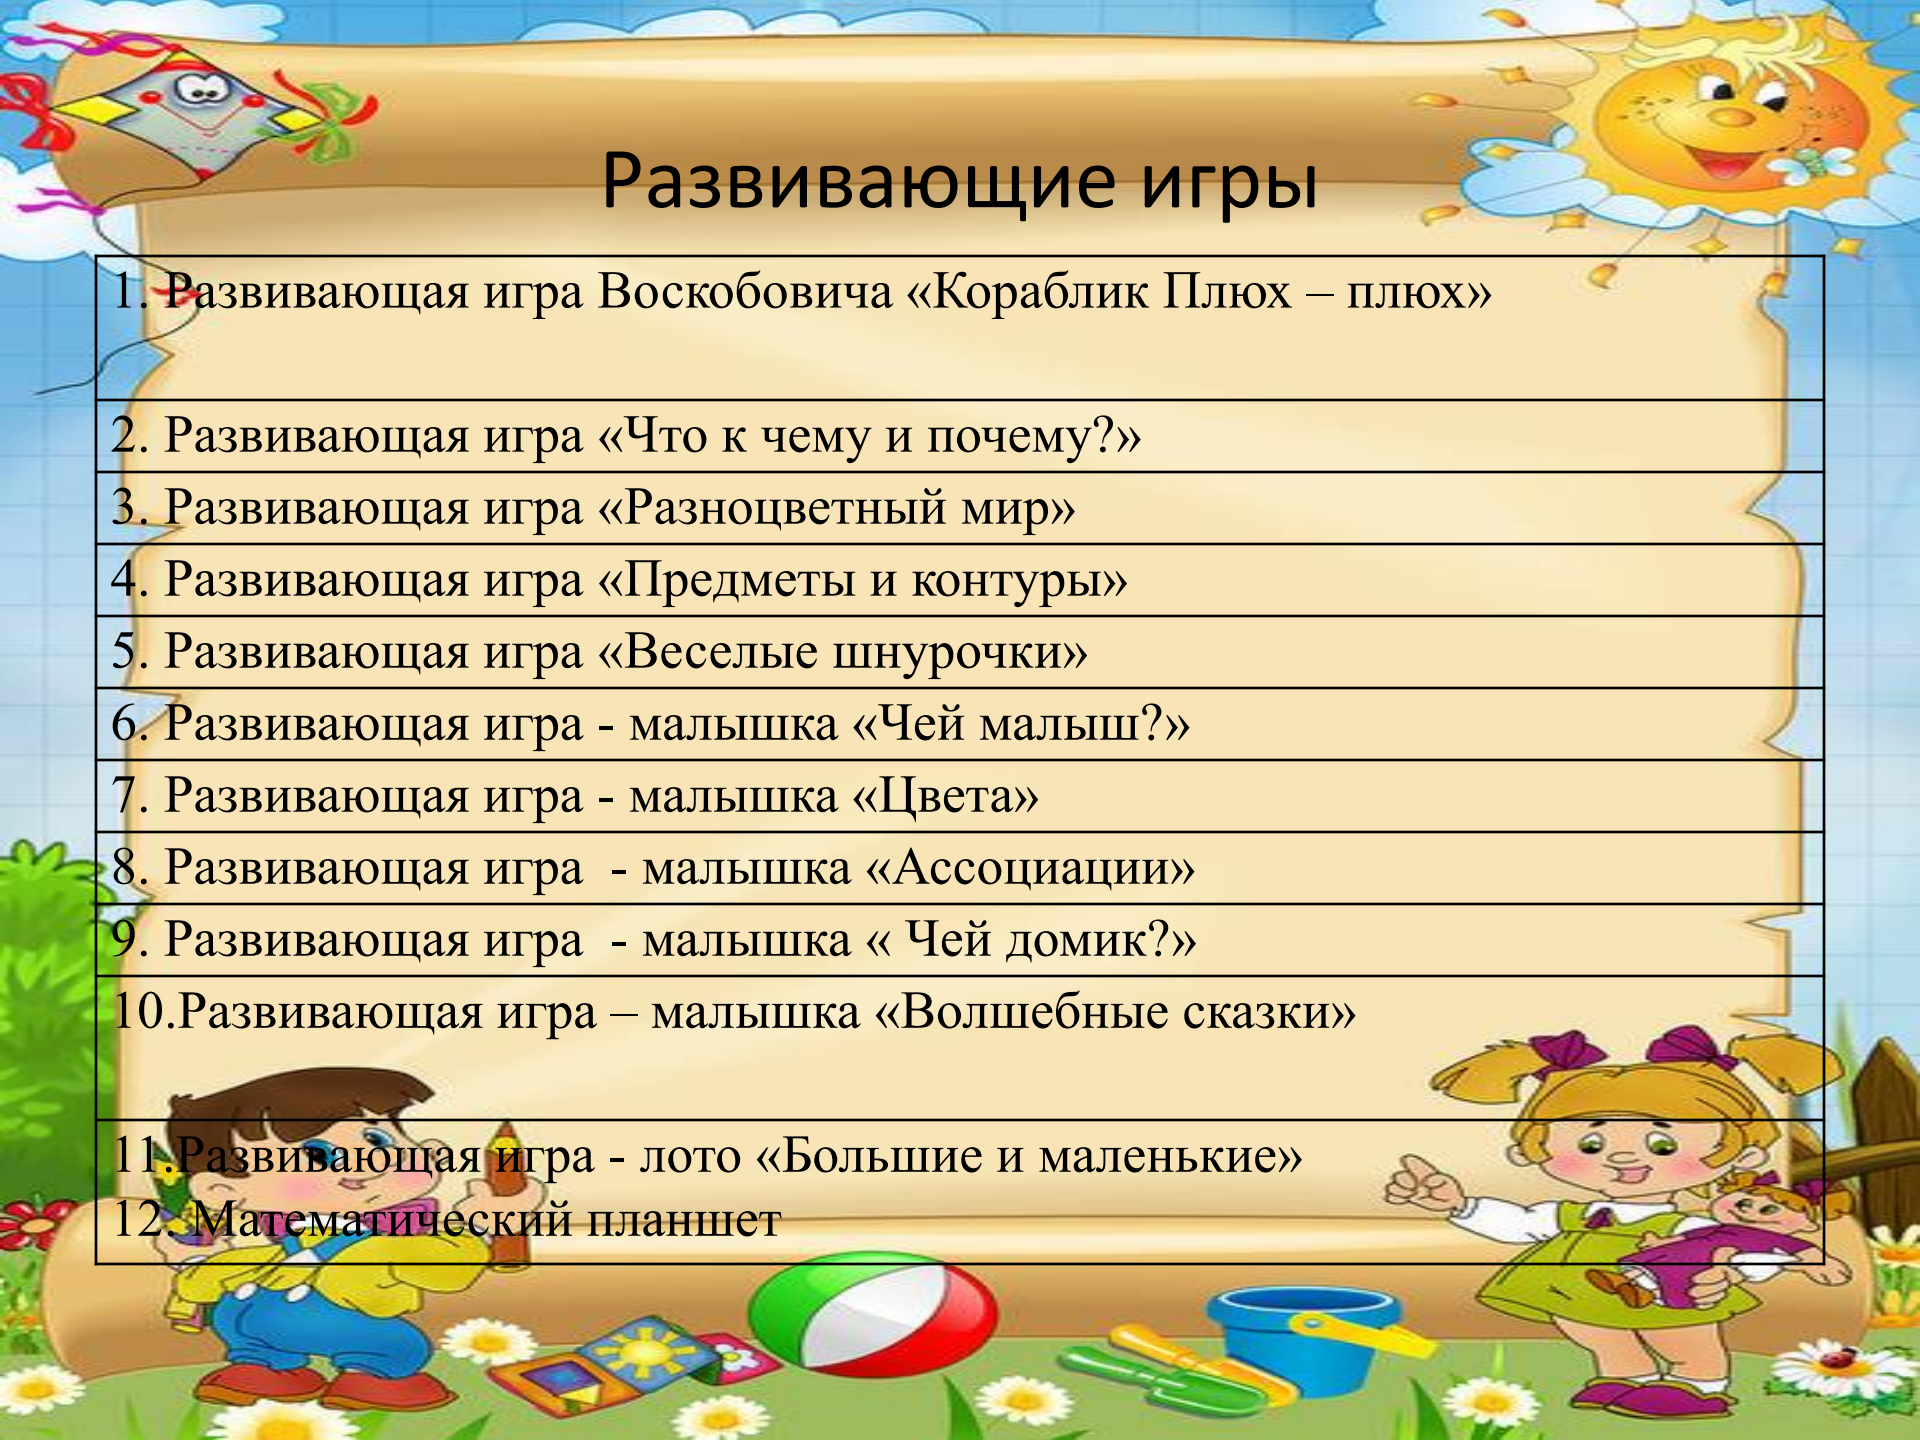 Развивающие игры
1. Развивающая игра Воскобовича «Кораблик Плюх – плюх»
2. Развивающая игра «Что к чему и почему?»
3. Развивающая игра «Разноцветный мир»
4. Развивающая игра «Предметы и контуры»
5. Развивающая игра «Веселые шнурочки»
6. Развивающая игра - малышка «Чей малыш?»
7. Развивающая игра - малышка «Цвета»
8. Развивающая игра  - малышка «Ассоциации»
9. Развивающая игра  - малышка « Чей домик?»
10.Развивающая игра – малышка «Волшебные сказки»
11.Развивающая игра - лото «Большие и маленькие»
12. Математический планшет